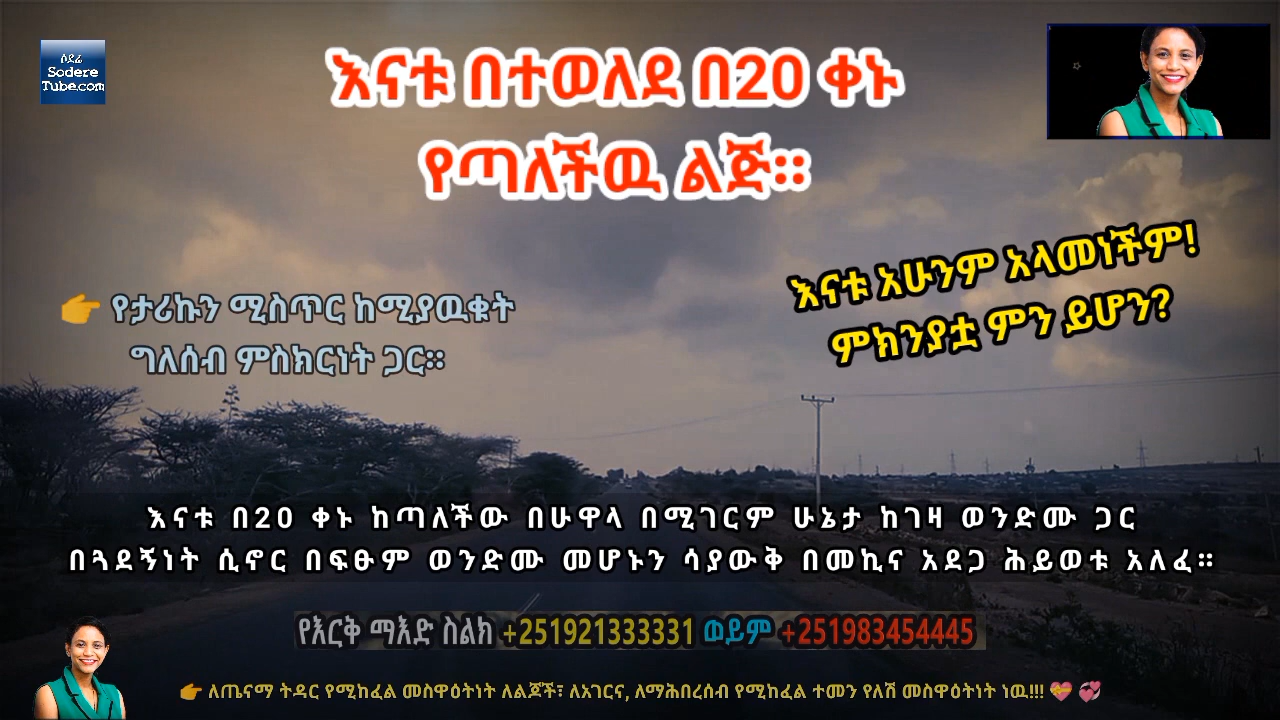 ሶደሬ
Sodere
Tube.com
እናቱ በተወለደ በ20 ቀኑ
የጣለችዉ ልጅ።
እናቱ አሁንም አላመነችም!
ምክንያቷ ምን ይሆን?
👉 የታሪኩን ሚስጥር ከሚያዉቁት
ግለሰብ ምስክርነት ጋር።
እናቱ በ20 ቀኑ ከጣለችው በሁዋላ በሚገርም ሁኔታ ከገዛ ወንድሙ ጋር
በጓደኝነት ሲኖር በፍፁም ወንድሙ መሆኑን ሳያውቅ በመኪና አደጋ ሕይወቱ አለፈ።
የእርቅ ማእድ ስልክ +251921333331 ወይም +251983454445
👉 ለጤናማ ትዳር የሚከፈል መስዋዕትነት ለልጆች፣ ለአገርና, ለማሕበረሰብ የሚከፈል ተመን የለሽ መስዋዕትነት ነዉ!!! 💝 💞